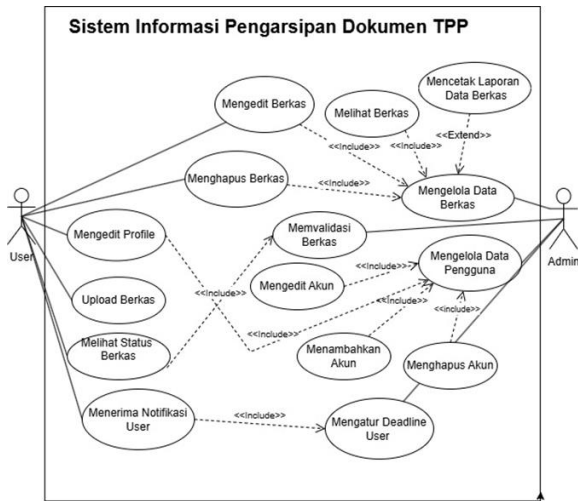 Sistem Informasi Pengarsipan Dokumen TPP
Mencetak Laporan
Data Berkas
Mengedit Berkas
Melihat Berkas
<<Extend>>
<<Include>>
<<Include>>
Menghapus Berkas
<<Include>>
Mengelola Data
Berkas
User
Admin
Mengedit Profile
Memvalidasi
Berkas
Mengelola Data
Pengguna
<<Include>>
Mengedit Akun
<<Include>>
Upload Berkas
<<Include>>
<<Include>>
<<Include>>
Melihat Status
Berkas
Menambahkan
Akun
Menghapus Akun
Menerima Notifikasi
User
<<Include>>
Mengatur Deadline
User